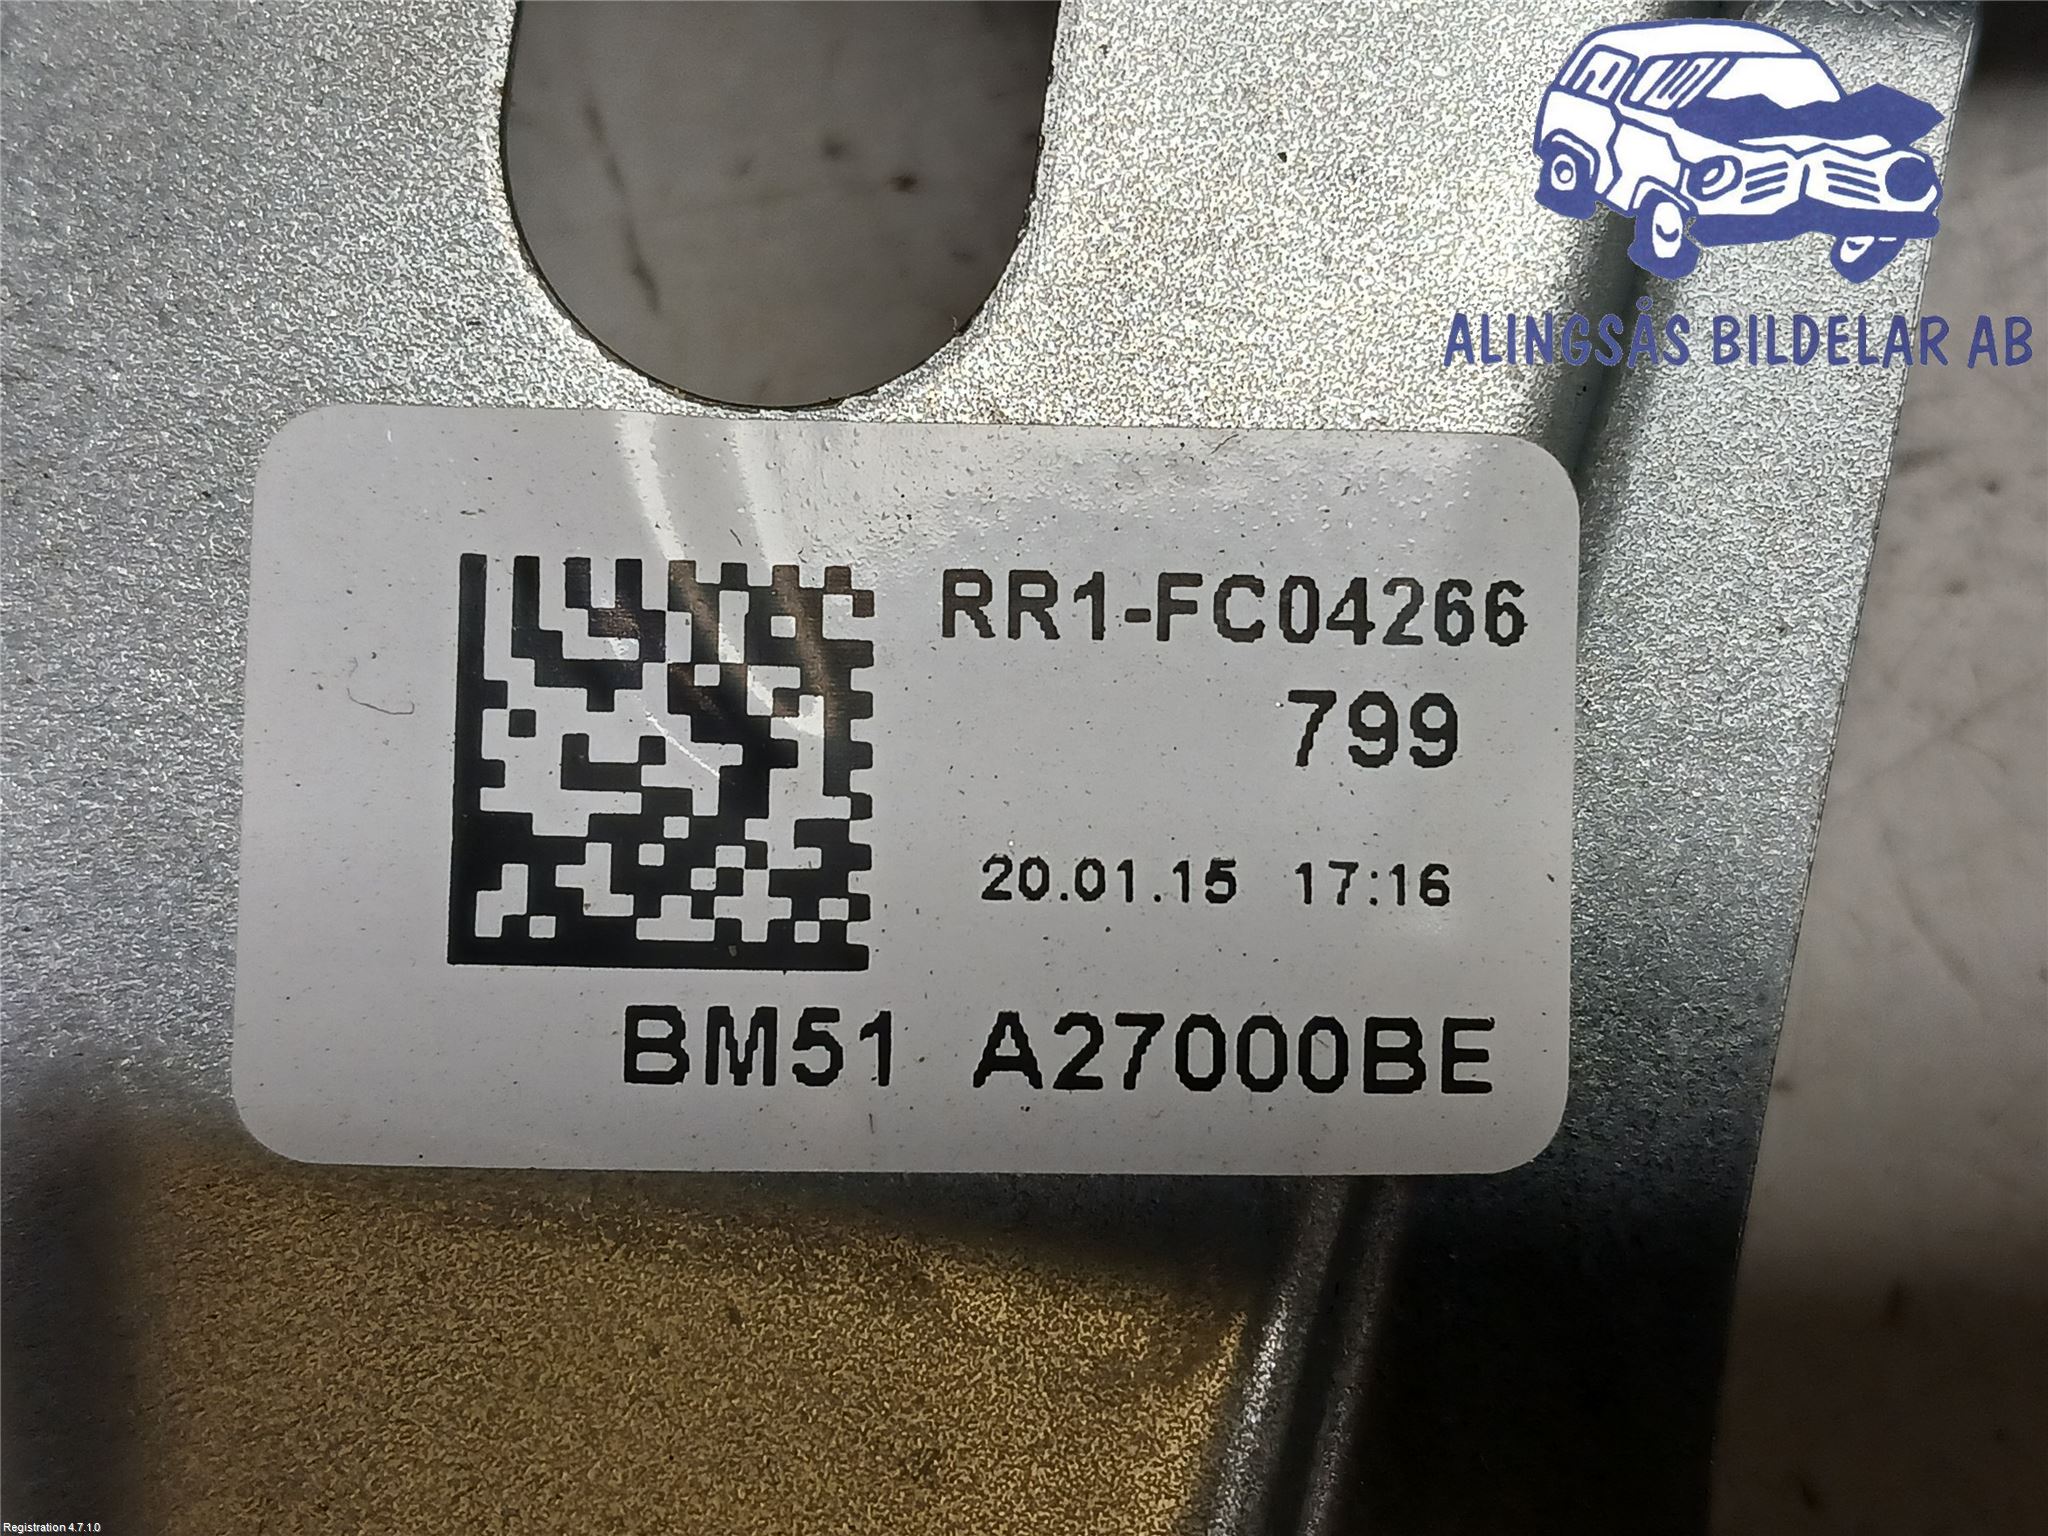 ALINGSÅS BILDELAR AB
RR1-FC04266
799
20.01.15 17:16
BM51 A27000BE
Registration 4.7.1.0